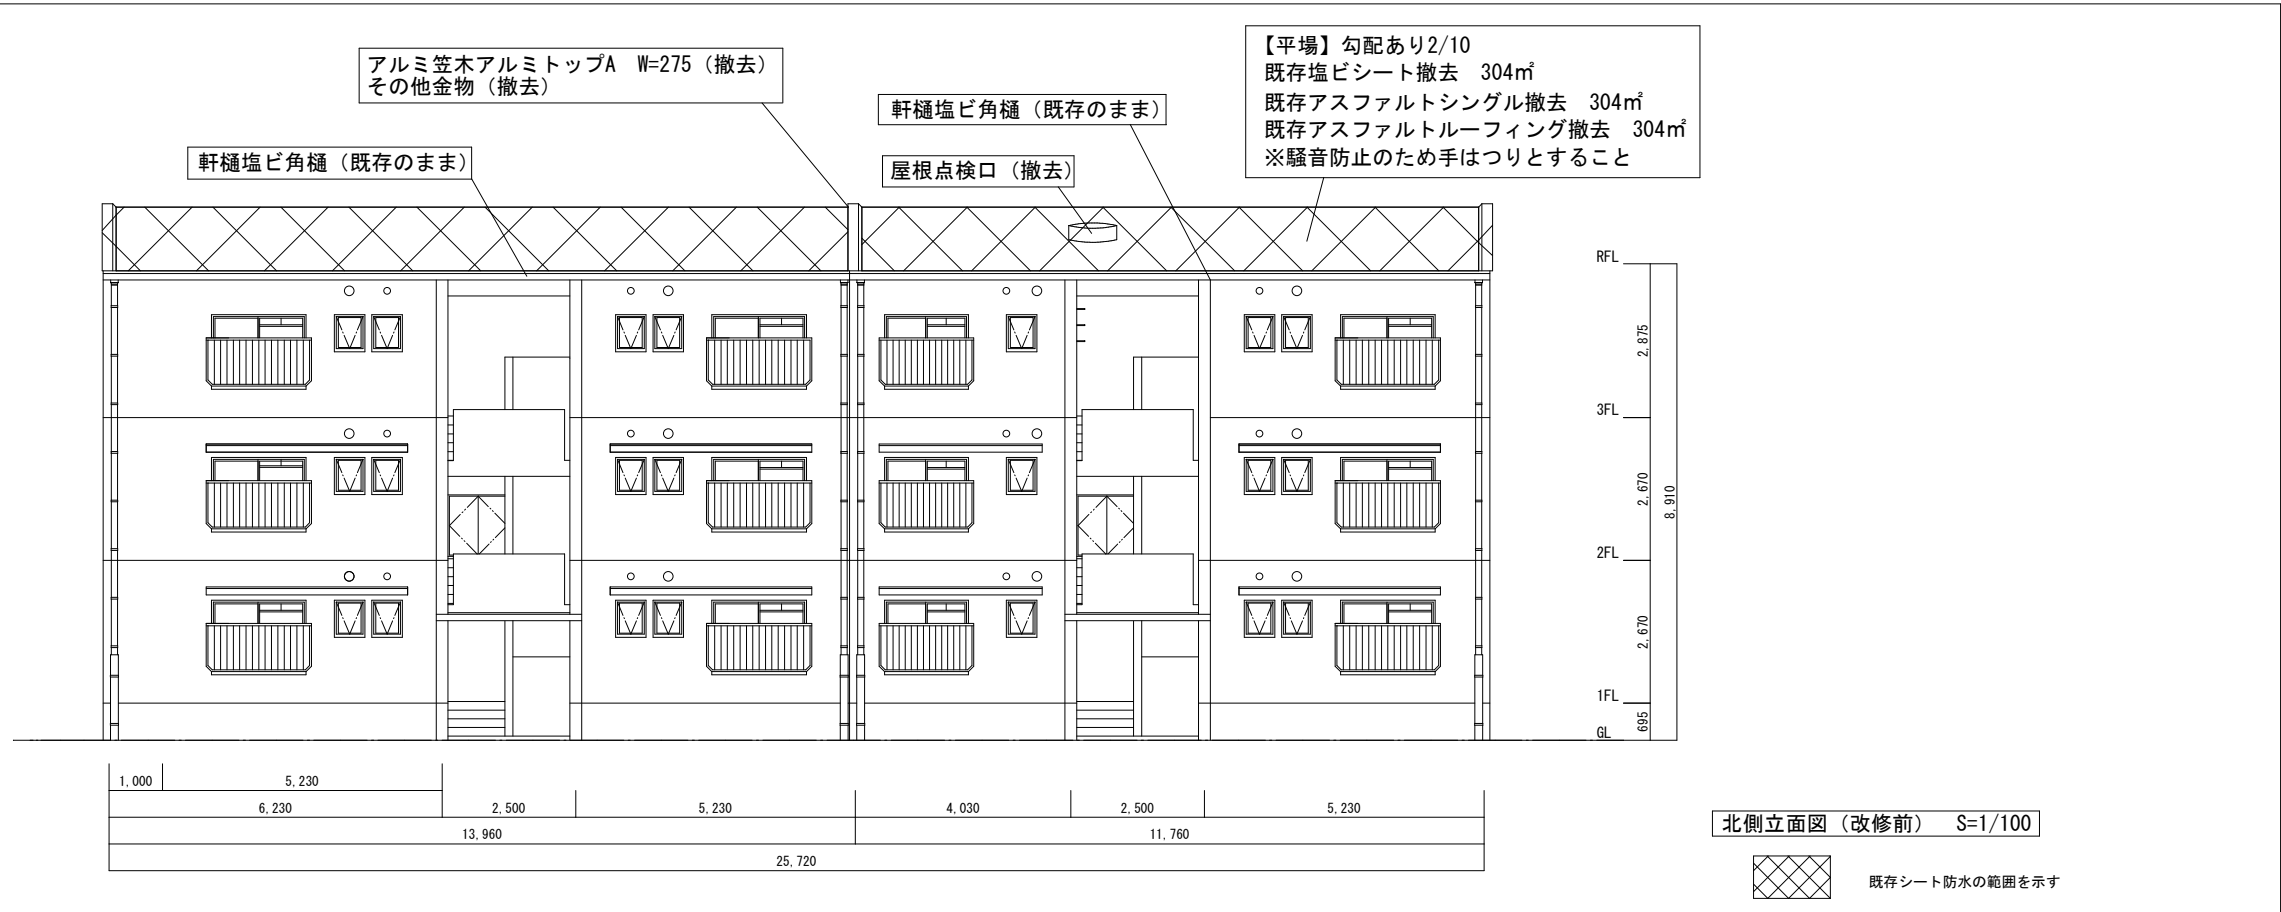 アルミ笠木アルミトップA　W=275（撤去）
その他金物（撤去）
軒樋塩ビ角樋（既存のまま）
軒樋塩ビ角樋（既存のまま）
屋根点検口（撤去）
【平場】勾配あり2/10
既存塩ビシート撤去　304㎡
既存アスファルトシングル撤去　304㎡
既存アスファルトルーフィング撤去　304㎡
※騒音防止のため手はつりとすること
RFL
2,875
3FL
2,670
8,910
2FL
2,670
1FL
695
GL
1,000
5,230
6,230
2,500
5,230
4,030
2,500
5,230
13,960
11,760
25,720
北側立面図（改修前）　S=1/100
既存シート防水の範囲を示す